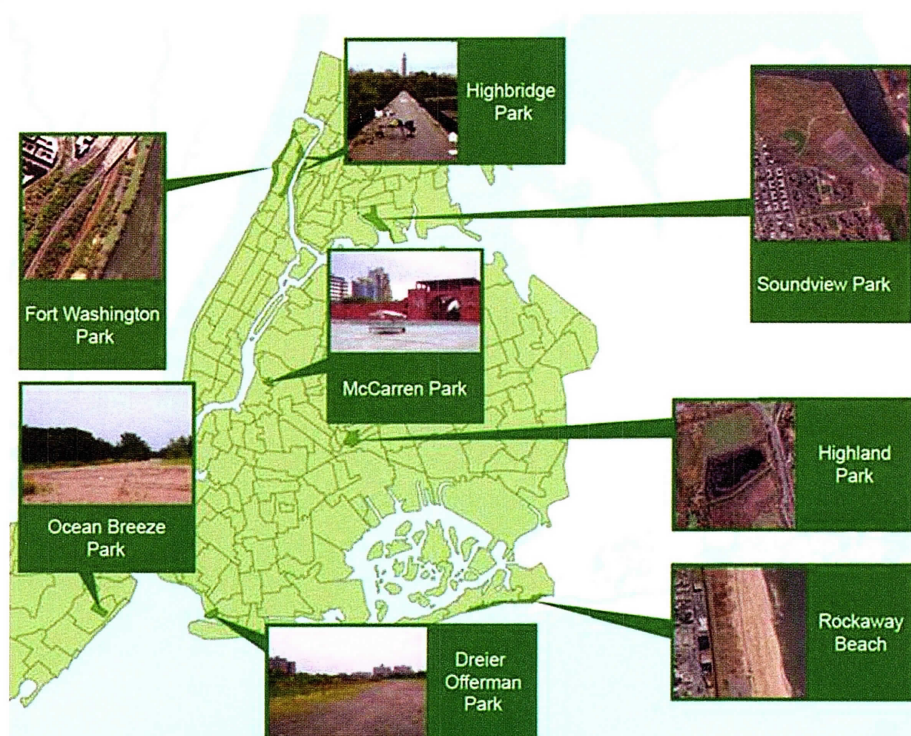 Highbridge
Park
Soundview Park
Fort Washington
Park
McCarren Park
Ocean Breeze
Park
Highland
Park
Rockaway
Beach
Dreier
Offerman
Park